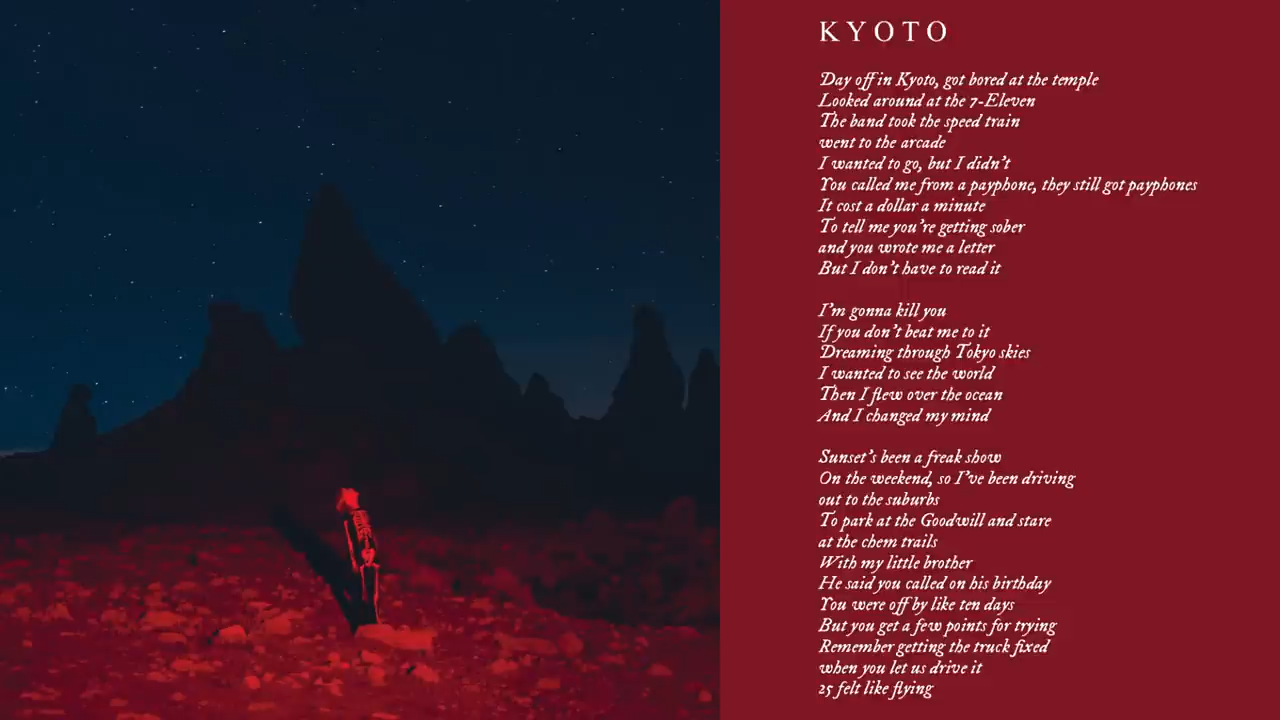 KYOTO
Day off in Kyoto, got bored at the temple
Looked around at the 7-Eleven
The band took the speed train
went to the arcade
I wanted to go, but I didn't
You called me from a payphone, they still got payphones
It cost a dollar a minute
To tell me you're getting sober
and you wrote me a letter
But I don't have to read it
I'm gonna kill you
If you don't beat me to it
Dreaming through Tokyo skies
I wanted to see the world
Then I flew over the ocean
And I changed my mind
Sunset's been a freak show
On the weekend, so I've been driving
out to the suburbs
To park at the Goodwill and stare
at the chem trails
With my little brother
He said you called on his birthday
You were off by like ten days
But you get a few points for trying
Remember getting the truck fixed
when you let us drive it
25 felt like flying